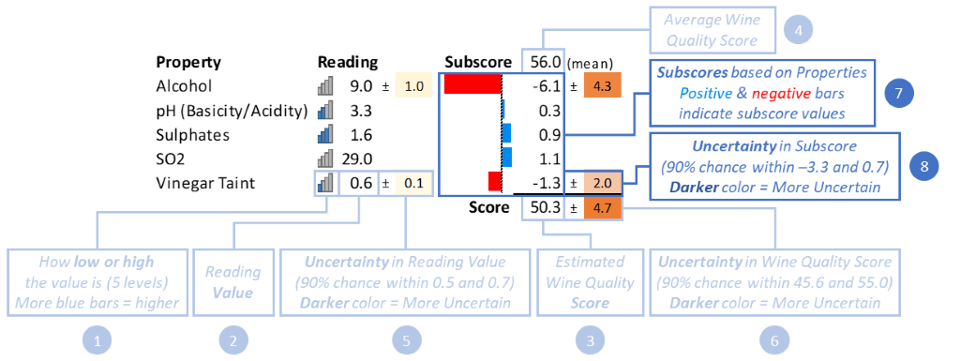 Average Wine
Quality Score
4
Property Reading Subscore 56.0 (mean)
Alcohol 9.0 ± 1.0 -6.1 ± 4.3
pH (Basicity/Acidity) 3.3 0.3
Sulphates 1.6 0.9
SO2 29.0 1.1
Vinegar Taint 0.6 ± 0.1 -1.3 ± 2.0
Score 50.3 ± 4.7
Subscores based on Properties
Positive & negative bars
indicate subscore values
7
Uncertainty in Subscore
(90% chance within –3.3 and 0.7)
Darker color = More Uncertain
8
How low or high
the value is (5 levels)
More blue bars = higher
1
Reading
Value
2
Uncertainty in Reading Value
(90% chance within 0.5 and 0.7)
Darker color = More Uncertain
5
Estimated
Wine Quality
Score
3
Uncertainty in Wine Quality Score
(90% chance within 45.6 and 55.0)
Darker color = More Uncertain
6